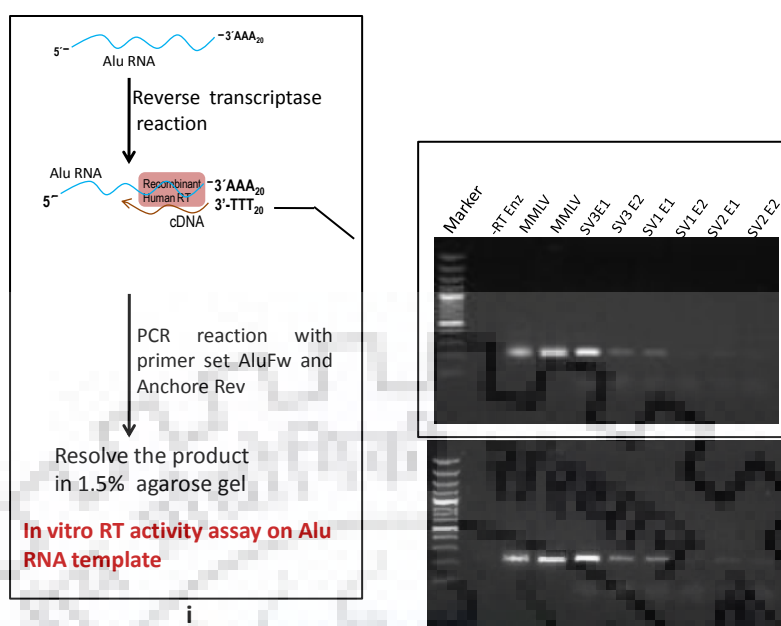 5´-
-3´AAA20
Alu RNA
Reverse transcriptase
reaction
Alu RNA
Recombinant
Human RT
-3´AAA20
5´-
3'-TTT20
cDNA
PCR reaction with
primer set AluFw and
Anchore Rev
Resolve the product
in 1.5% agarose gel
In vitro RT activity assay on Alu
RNA template
i
Marker
-RT Enz
MMLV
MMLV
SV3E1
SV3 E2
SV1 E1
SV1 E2
SV2 E1
SV2 E2